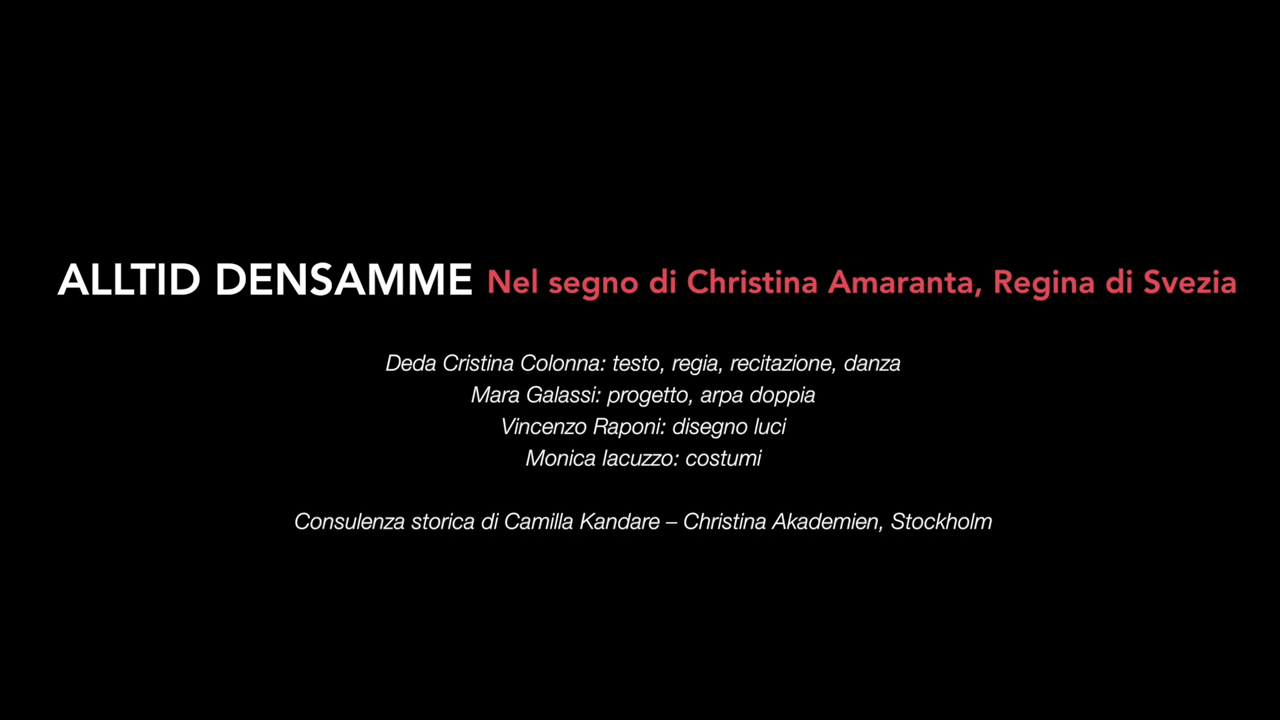 ALLTID DENSAMME Nel segno di Christina Amaranta, Regina di Svezia
Deda Cristina Colonna: testo, regia, recitazione, danza
Mara Galassi: progetto, arpa doppia
Vincenzo Raponi: disegno luci
Monica Iacuzzo: costumi
Consulenza storica di Camilla Kandare – Christina Akademien, Stockholm